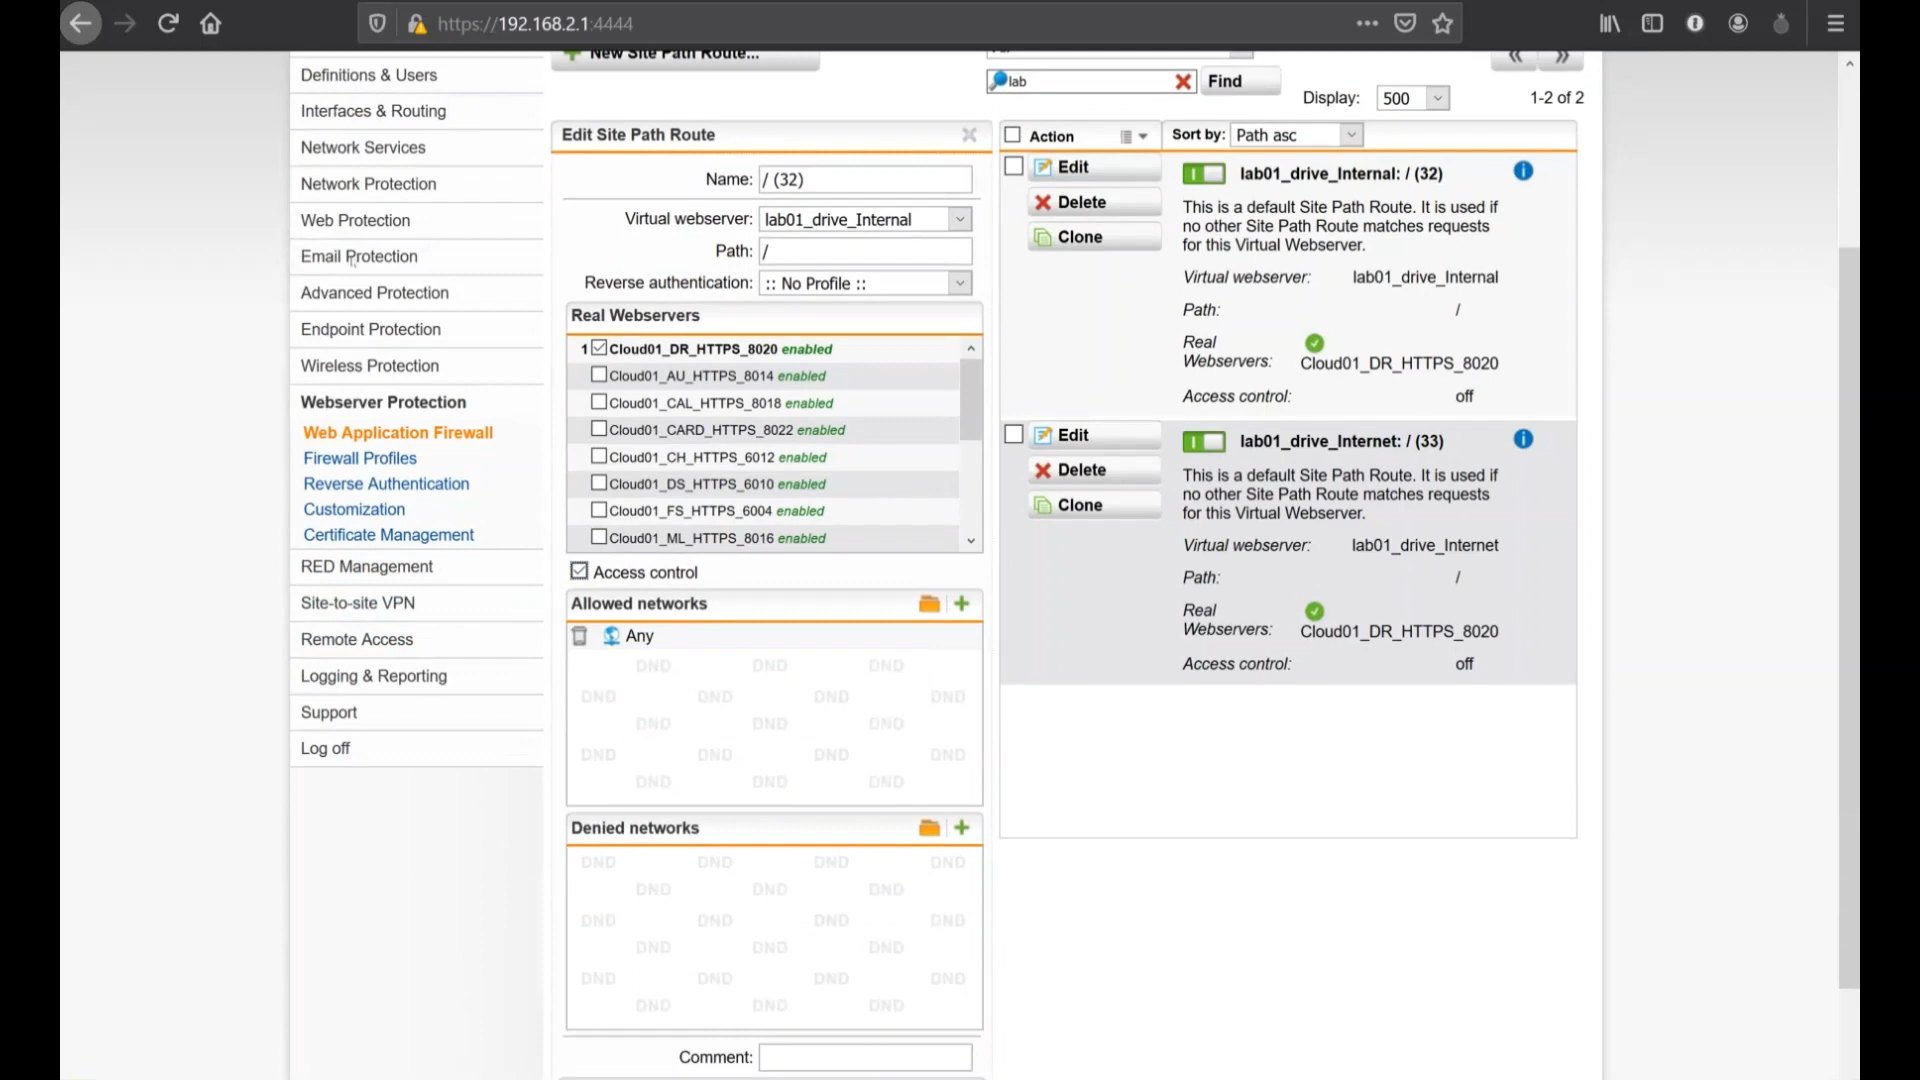 https://192.168.2.1:4444
Definitions & Users
Interfaces & Routing
Network Services
Network Protection
Web Protection
Email Protection
Advanced Protection
Endpoint Protection
Wireless Protection
Webserver Protection
Web Application Firewall
Firewall Profiles
Reverse Authentication
Customization
Certificate Management
RED Management
Site-to-site VPN
Remote Access
Logging & Reporting
Support
Log off
New Site Path Route...
lab
Find
Display: 500
1-2 of 2
Edit Site Path Route
Name: / (32)
Virtual webserver: lab01_drive_Internal
Path: /
Reverse authentication: :: No Profile ::
Real Webservers
1 Cloud01_DR_HTTPS_8020 enabled
Cloud01_AU_HTTPS_8014 enabled
Cloud01_CAL_HTTPS_8018 enabled
Cloud01_CARD_HTTPS_8022 enabled
Cloud01_CH_HTTPS_6012 enabled
Cloud01_DS_HTTPS_6010 enabled
Cloud01_FS_HTTPS_6004 enabled
Cloud01_ML_HTTPS_8016 enabled
Access control
Allowed networks
Any
DND DND DND
DND DND DND DND
DND DND DND
DND DND DND DND
DND DND DND
Denied networks
DND DND DND DND
DND DND DND
DND DND DND DND
DND DND DND
DND DND DND DND
DND DND DND
Comment:
Action
Sort by: Path asc
Edit
Delete
Clone
lab01_drive_Internal: / (32)
This is a default Site Path Route. It is used if
no other Site Path Route matches requests
for this Virtual Webserver.
Virtual webserver: lab01_drive_Internal
Path: /
Real
Webservers: Cloud01_DR_HTTPS_8020
Access control: off
Edit
Delete
Clone
lab01_drive_Internet: / (33)
This is a default Site Path Route. It is used if
no other Site Path Route matches requests
for this Virtual Webserver.
Virtual webserver: lab01_drive_Internet
Path: /
Real
Webservers: Cloud01_DR_HTTPS_8020
Access control: off